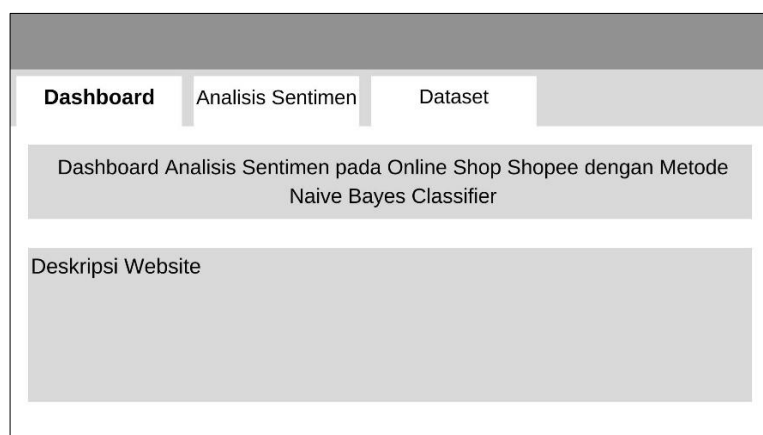 Dashboard
Analisis Sentimen
Dataset
Dashboard Analisis Sentimen pada Online Shop Shopee dengan Metode
Naive Bayes Classifier
Deskripsi Website